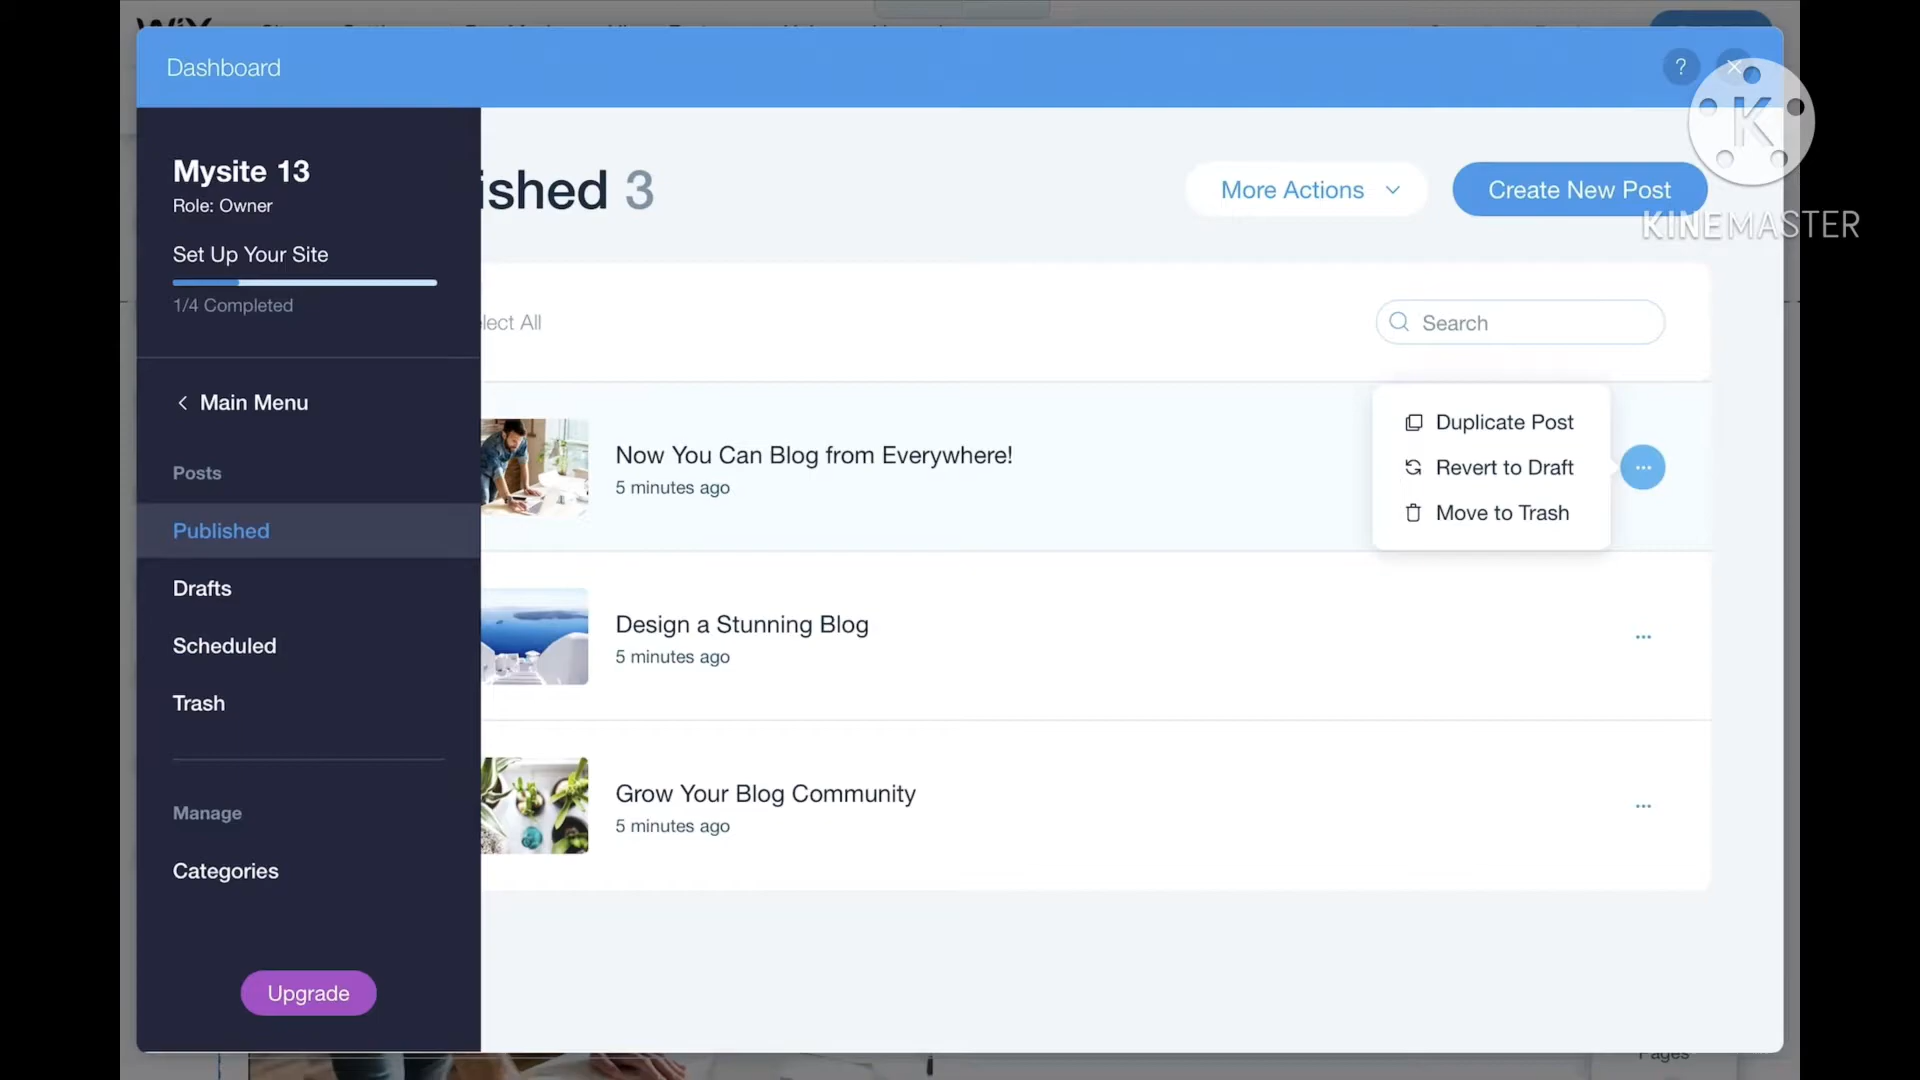 WiX
Dashboard
?
K
KINEMASTER
Mysite 13
Role: Owner
Set Up Your Site
1/4 Completed
Main Menu
Posts
Published
Drafts
Scheduled
Trash
Manage
Categories
Upgrade
ished 3
More Actions
Create New Post
lect All
Search
Now You Can Blog from Everywhere!
5 minutes ago
Duplicate Post
Revert to Draft
Move to Trash
Design a Stunning Blog
5 minutes ago
Grow Your Blog Community
5 minutes ago
Pages